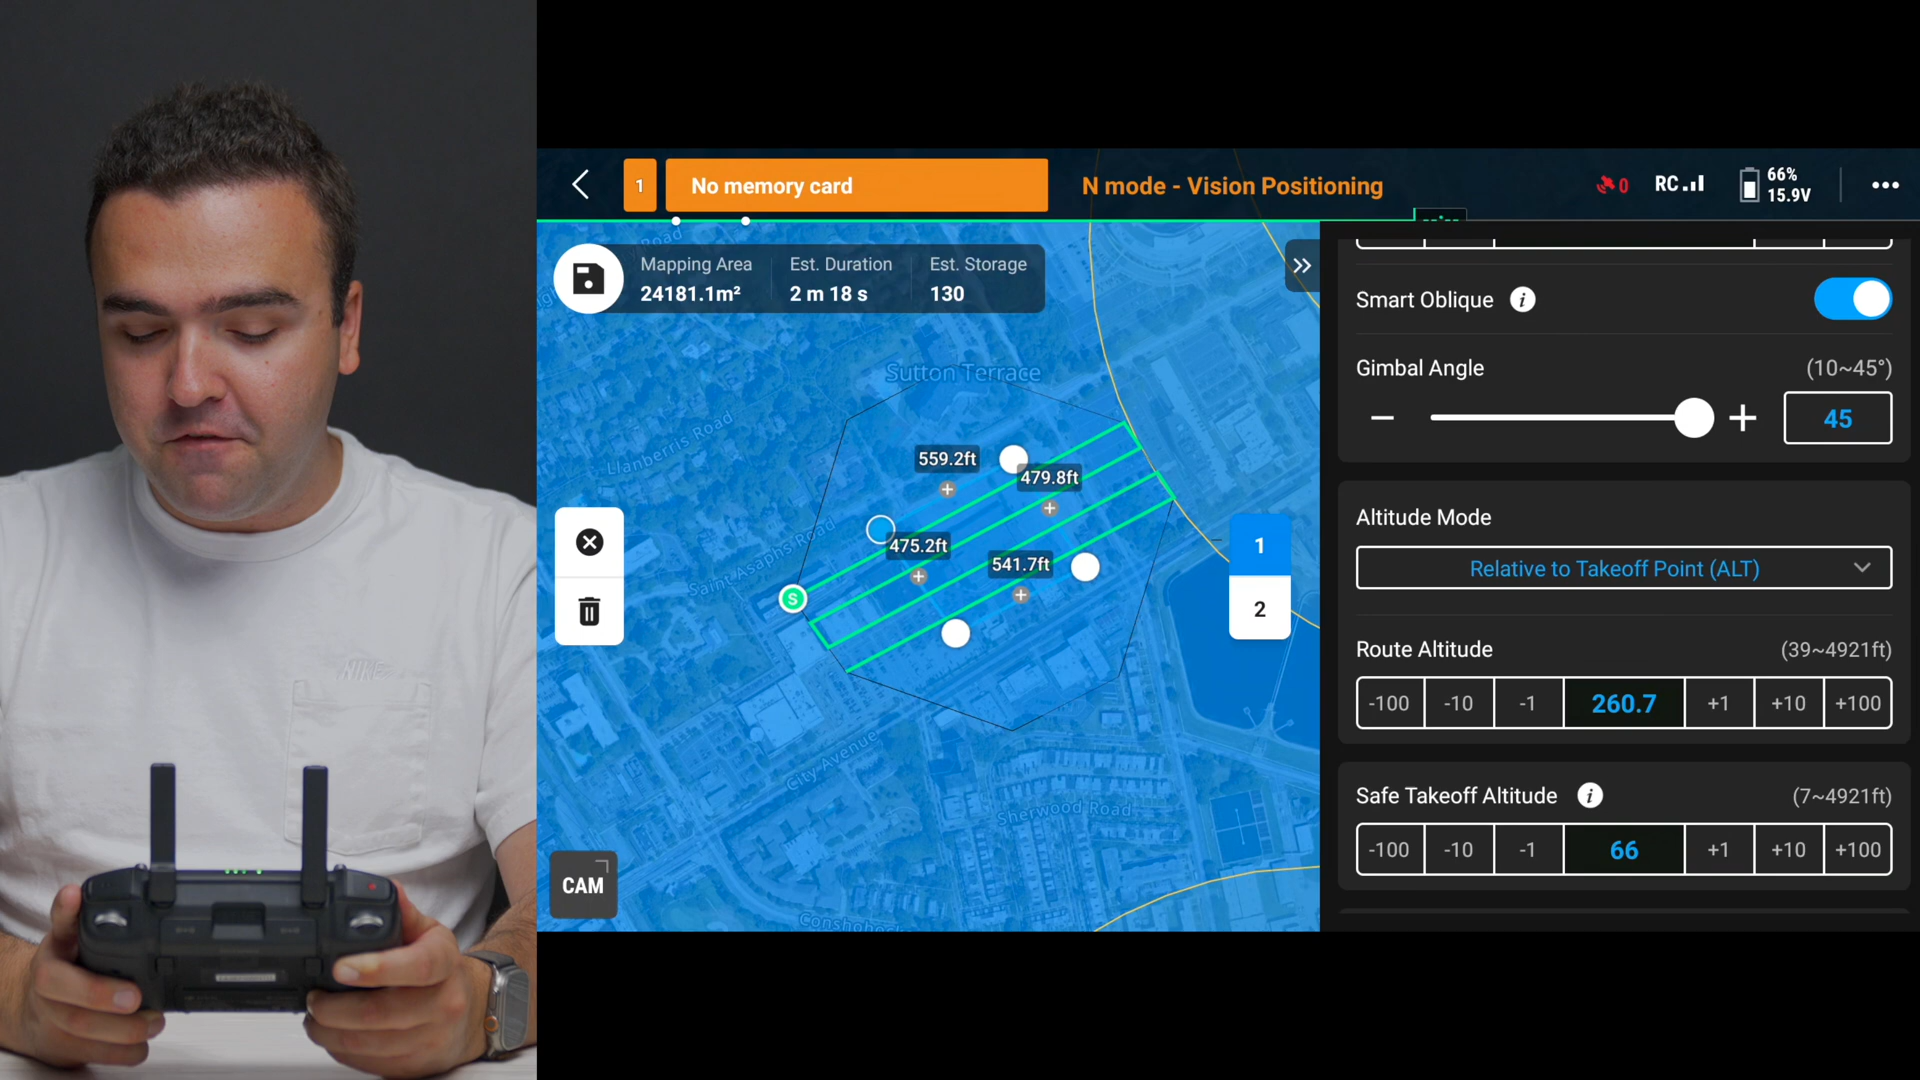 1
No memory card
N mode - Vision Positioning
0
RC
66%
15.9V
Mapping Area
24181.1m²
Est. Duration
2 m 18 s
Est. Storage
130
Smart Oblique
Gimbal Angle
(10~45°)
45
Altitude Mode
Relative to Takeoff Point (ALT)
Route Altitude
(39~4921ft)
-100
-10
-1
260.7
+1
+10
+100
Safe Takeoff Altitude
(7~4921ft)
-100
-10
-1
66
+1
+10
+100
Road
Sutton Terrace
Llanberris Road
Saint Asaphs Road
559.2ft
479.8ft
475.2ft
541.7ft
S
1
2
City Avenue
Sherwood Road
CAM
NIKE